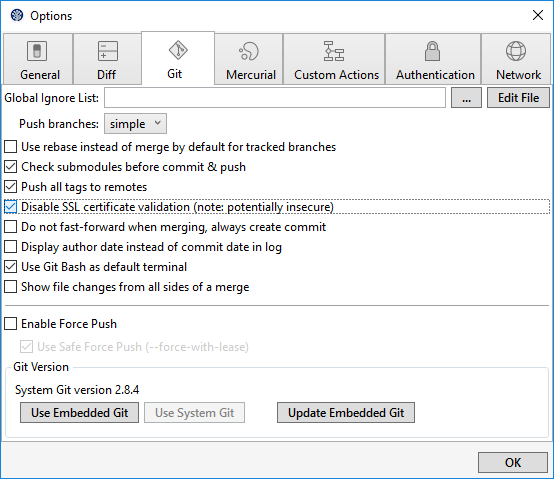 Options
General Diff Git Mercurial Custom Actions Authentication Network
Global Ignore List: ... Edit File
Push branches: simple
Use rebase instead of merge by default for tracked branches
Check submodules before commit & push
Push all tags to remotes
Disable SSL certificate validation (note: potentially insecure)
Do not fast-forward when merging, always create commit
Display author date instead of commit date in log
Use Git Bash as default terminal
Show file changes from all sides of a merge
Enable Force Push
Use Safe Force Push (--force-with-lease)
Git Version
System Git version 2.8.4
Use Embedded Git Use System Git Update Embedded Git
OK